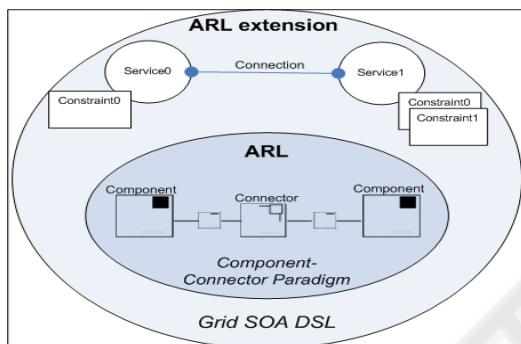 ARL extension
Connection
Service0
Service1
Constraint0
Constraint0
Constraint1
ARL
Component
Connector
Component
Component-
Connector Paradigm
Grid SOA DSL